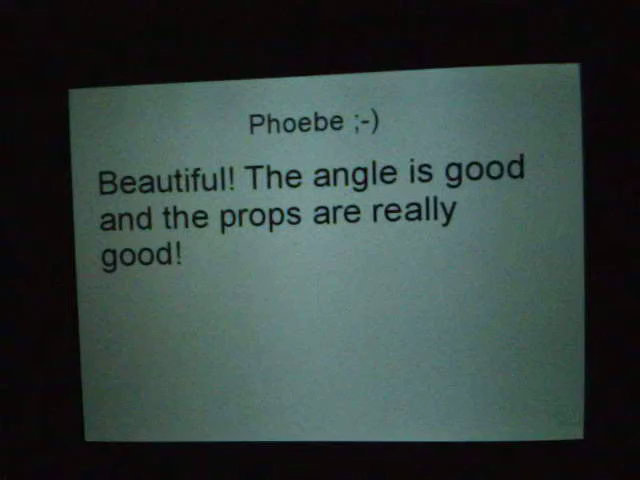 Phoebe ;-)
Beautiful! The angle is good
and the props are really
good!